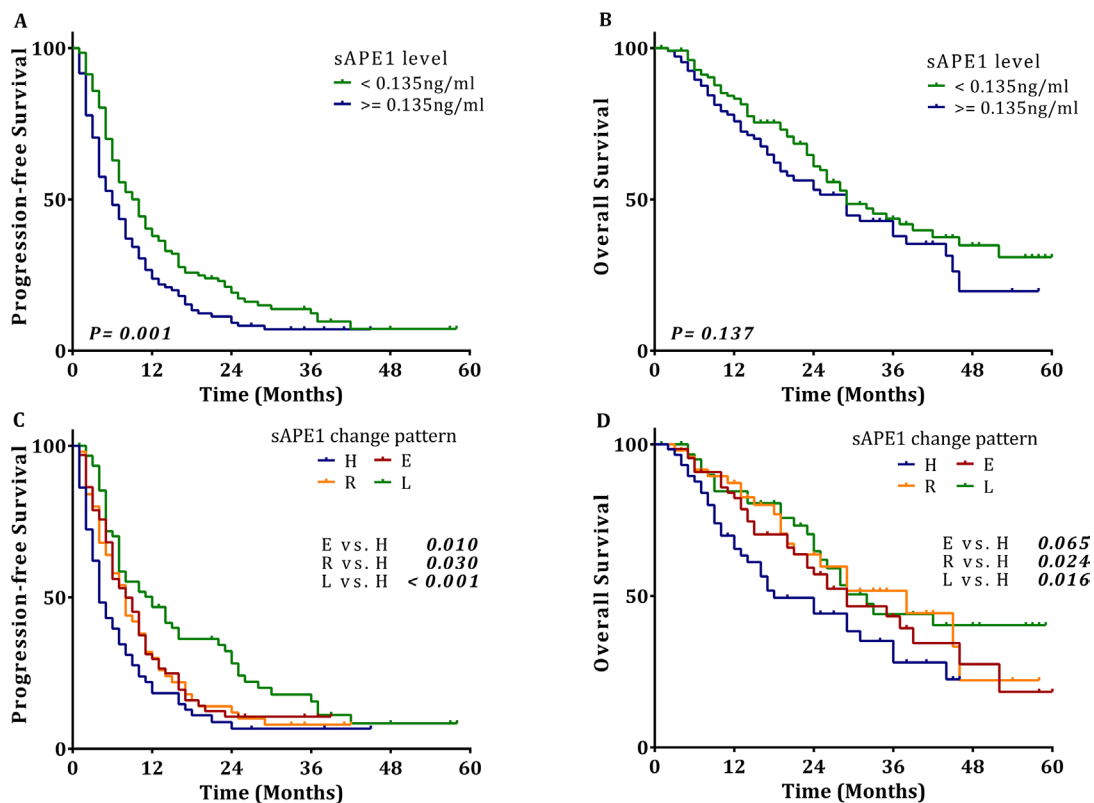 A
Progression-free Survival
100
50
0
sAPE1 level
< 0.135ng/ml
>= 0.135ng/ml
P= 0.001
0 12 24 36 48 60
Time (Months)
B
Overall Survival
100
50
0
sAPE1 level
< 0.135ng/ml
>= 0.135ng/ml
P= 0.137
0 12 24 36 48 60
Time (Months)
C
Progression-free Survival
100
50
0
sAPE1 change pattern
H E
R L
E vs. H 0.010
R vs. H 0.030
L vs. H < 0.001
0 12 24 36 48 60
Time (Months)
D
Overall Survival
100
50
0
sAPE1 change pattern
H E
R L
E vs. H 0.065
R vs. H 0.024
L vs. H 0.016
0 12 24 36 48 60
Time (Months)